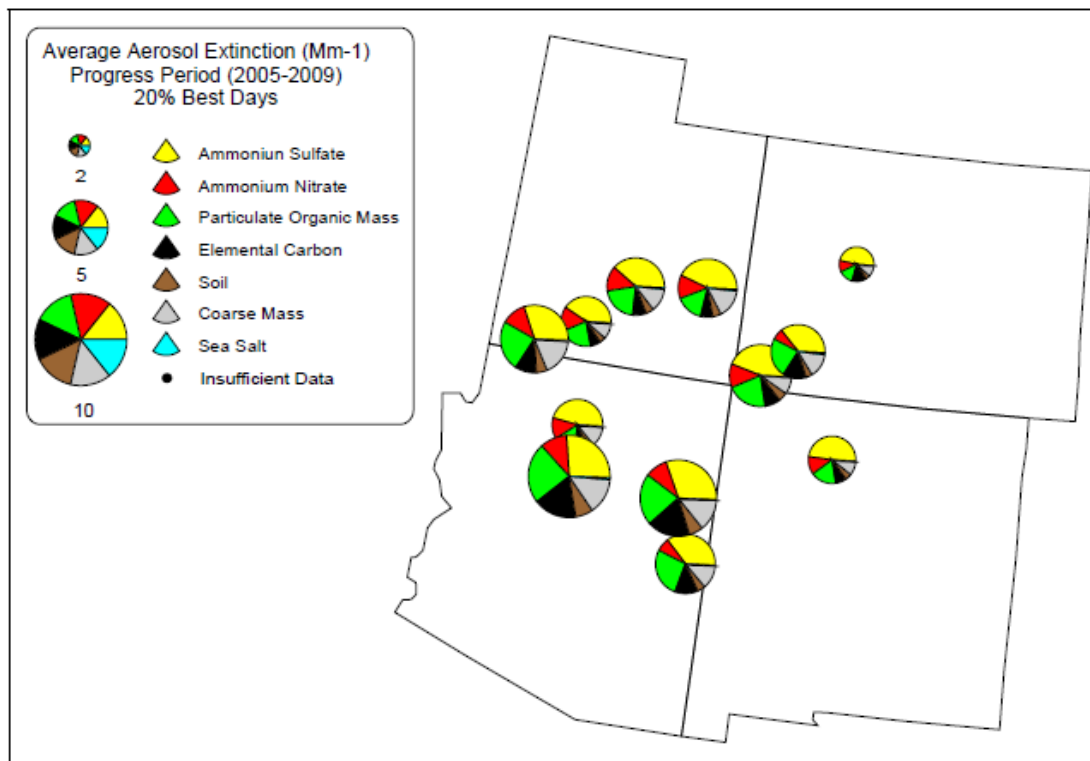 Average Aerosol Extinction (Mm-1)
Progress Period (2005-2009)
20% Best Days
2
5
10
Ammoniun Sulfate
Ammonium Nitrate
Particulate Organic Mass
Elemental Carbon
Soil
Coarse Mass
Sea Salt
Insufficient Data